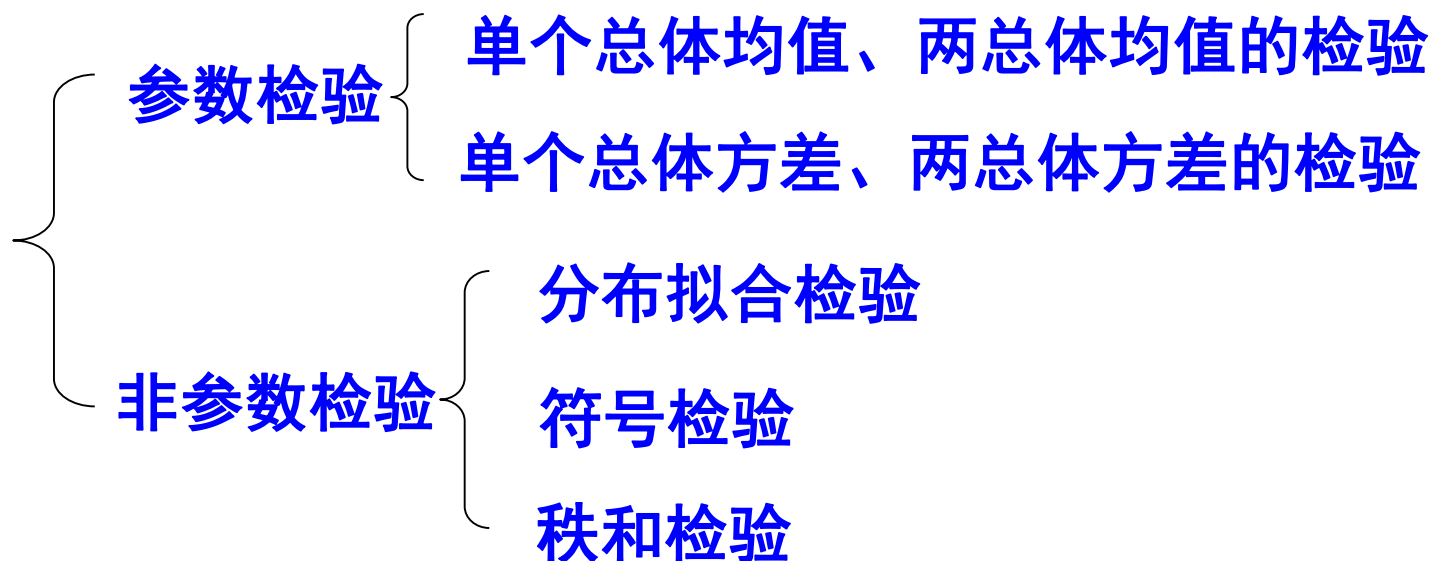 参数检验
单个总体均值、两总体均值的检验
单个总体方差、两总体方差的检验
非参数检验
分布拟合检验
符号检验
秩和检验